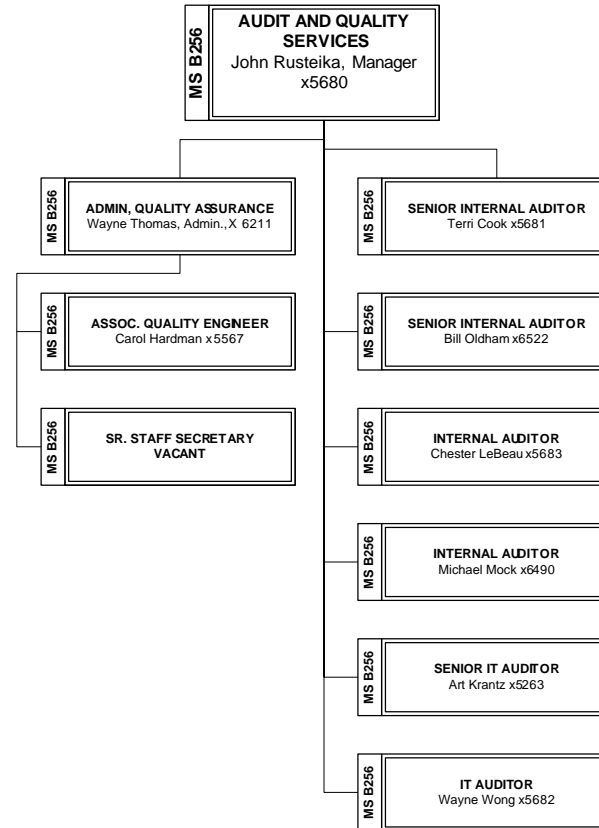 MS B256
AUDIT AND QUALITY
SERVICES
John Rusteika, Manager
x5680
MS B256
ADMIN, QUALITY ASSURANCE
Wayne Thomas, Admin.,X 6211
MS B256
SENIOR INTERNAL AUDITOR
Terri Cook x5681
MS B256
ASSOC. QUALITY ENGINEER
Carol Hardman x5567
MS B256
SENIOR INTERNAL AUDITOR
Bill Oldham x6522
MS B256
SR. STAFF SECRETARY
VACANT
MS B256
INTERNAL AUDITOR
Chester LeBeau x5683
MS B256
INTERNAL AUDITOR
Michael Mock x6490
MS B256
SENIOR IT AUDITOR
Art Krantz x5263
MS B256
IT AUDITOR
Wayne Wong x5682